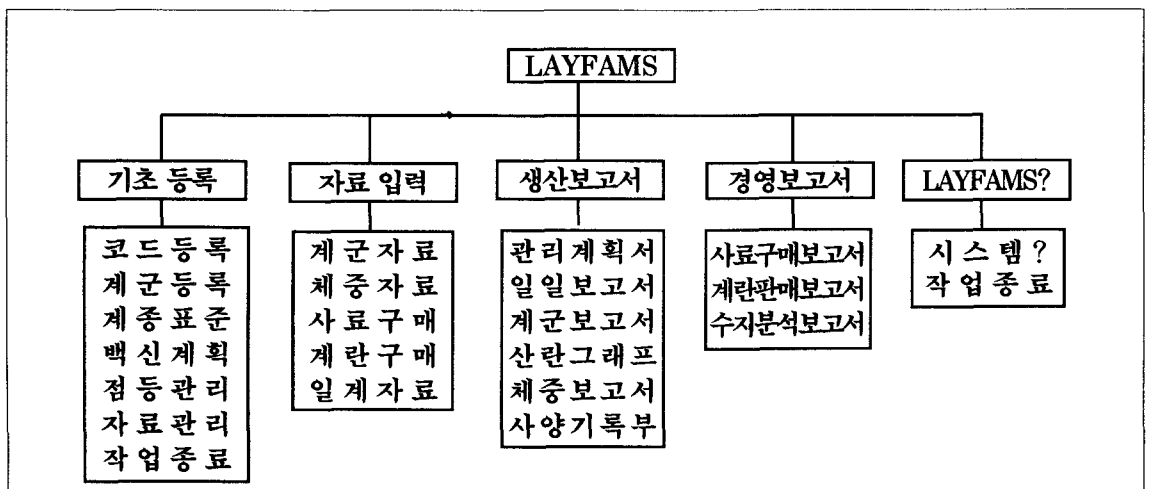 LAYFAMS
기초 등록
코드등록
계군등록
계종표준
백신계획
점등관리
자료관리
작업종료
자료 입력
계군자료
체중자료
사료구매
계란구매
일계자료
생산보고서
관리계획서
일일보고서
계군보고서
산란그래프
체중보고서
사양기록부
경영보고서
사료구매보고서
계란판매보고서
수지분석보고서
LAYFAMS?
시스템?
작업종료